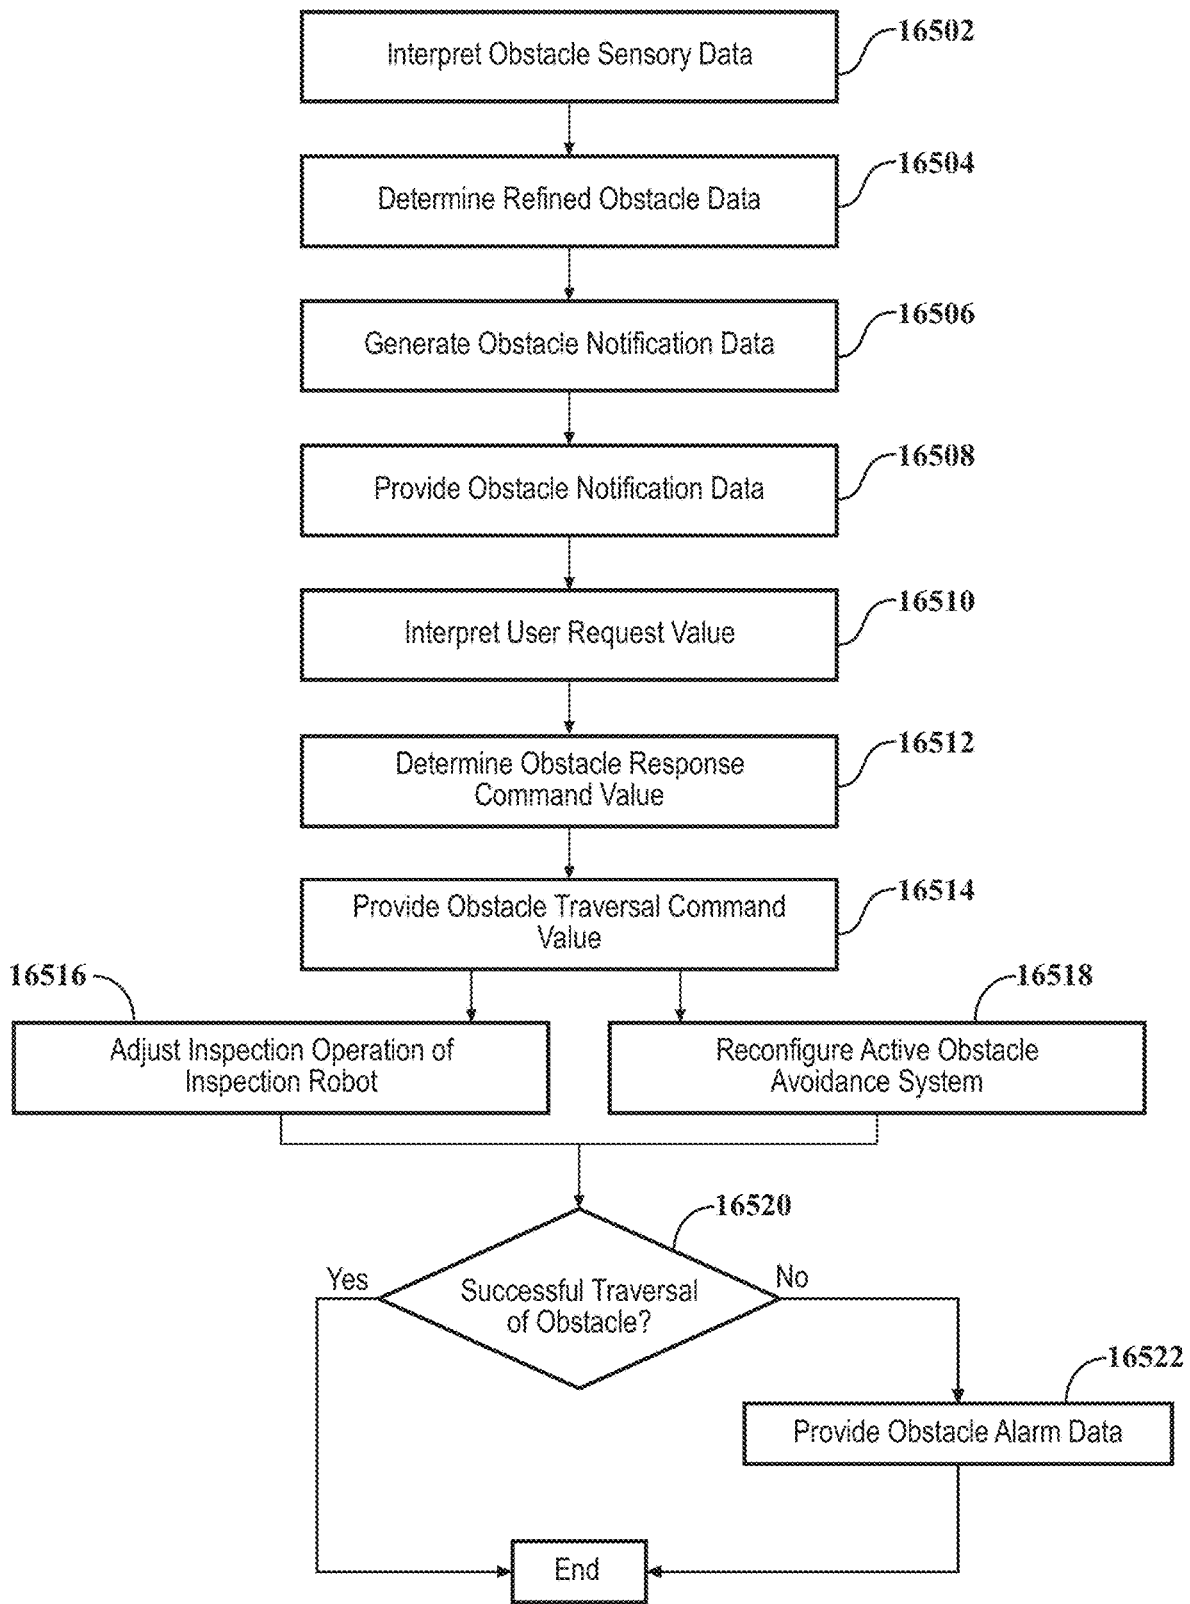 Interpret Obstacle Sensory Data
16502
Determine Refined Obstacle Data
16504
Generate Obstacle Notification Data
16506
Provide Obstacle Notification Data
16508
Interpret User Request Value
16510
Determine Obstacle Response
Command Value
16512
Provide Obstacle Traversal Command
Value
16514
16516
Adjust Inspection Operation of
Inspection Robot
16518
Reconfigure Active Obstacle
Avoidance System
16520
Yes
Successful Traversal
of Obstacle?
No
16522
Provide Obstacle Alarm Data
End